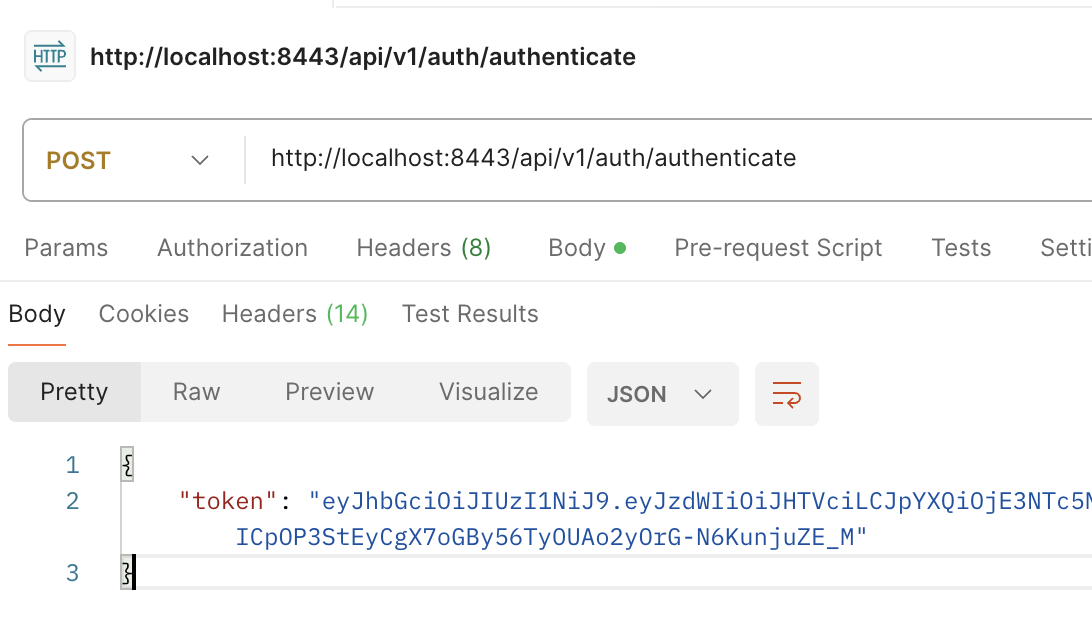 HTTP http://localhost:8443/api/v1/auth/authenticate
POST http://localhost:8443/api/v1/auth/authenticate
Params Authorization Headers (8) Body Pre-request Script Tests Setti
Body Cookies Headers (14) Test Results
Pretty Raw Preview Visualize JSON
1 {
2 "token": "eyJhbGciOiJIUzI1NiJ9.eyJzdWIiOiJHTVciLCJpYXQiOjE3NTc5N
ICpOP3StEyCgX7oGBy56TyOUAo2yOrG-N6KunjuZE_M"
3 }